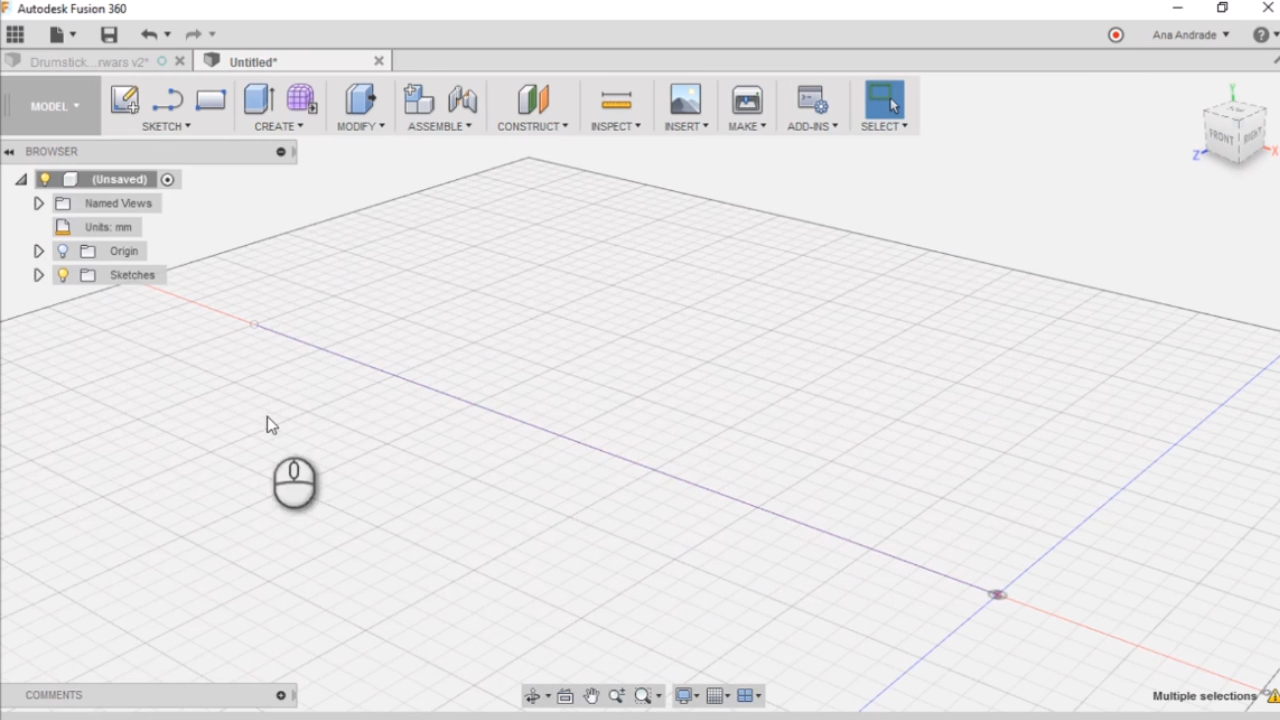 Autodesk Fusion 360
Ana Andrade
Drumstick...rwars v2*
Untitled*
MODEL
SKETCH
CREATE
MODIFY
ASSEMBLE
CONSTRUCT
INSPECT
INSERT
MAKE
ADD-INS
SELECT
BROWSER
(Unsaved)
Named Views
Units: mm
Origin
Sketches
Y
FRONT
RIGHT
Z
X
COMMENTS
Multiple selections